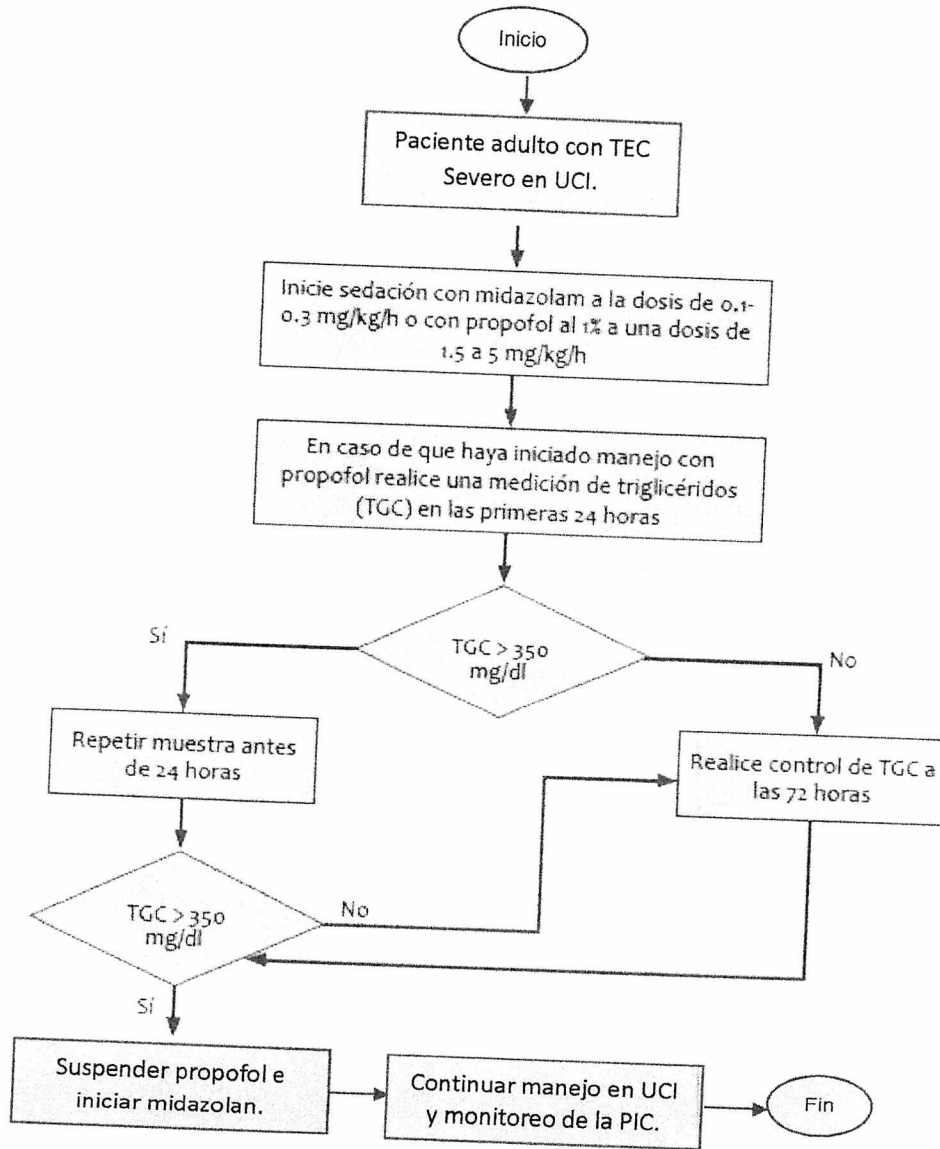 Inicio
Paciente adulto con TEC
Severo en UCI.
Inicie sedación con midazolam a la dosis de 0.1-
0.3 mg/kg/h o con propofol al 1% a una dosis de
1.5 a 5 mg/kg/h
En caso de que haya iniciado manejo con
propofol realice una medición de triglicéridos
(TGC) en las primeras 24 horas
TGC > 350
mg/dl
Sí
No
Repetir muestra antes
de 24 horas
Realice control de TGC a
las 72 horas
TGC > 350
mg/dl
No
Sí
Suspender propofol e
iniciar midazolan.
Continuar manejo en UCI
y monitoreo de la PIC.
Fin